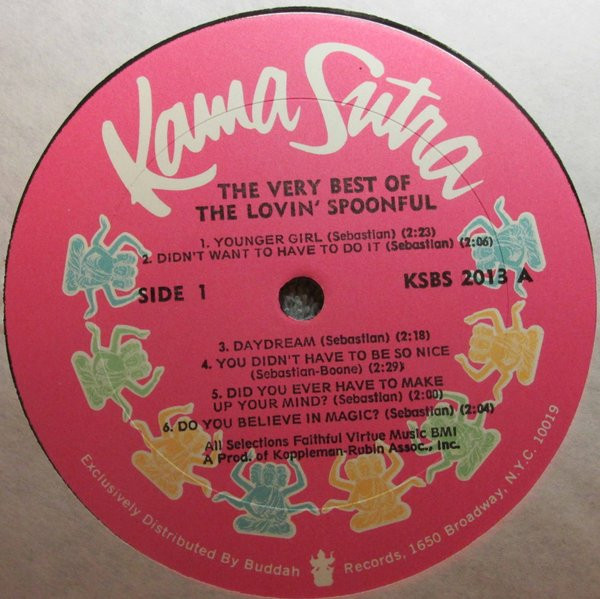 Kama Sutra
THE VERY BEST OF
THE LOVIN' SPOONFUL
1. YOUNGER GIRL (Sebastian) (2:23)
2. DIDN'T WANT TO HAVE TO DO IT (Sebastian) (2:06)
SIDE 1
KSBS 2013 A
3. DAYDREAM (Sebastian) (2:18)
4. YOU DIDN'T HAVE TO BE SO NICE
(Sebastian-Boone) (2:29)
5. DID YOU EVER HAVE TO MAKE
UP YOUR MIND? (Sebastian) (2:00)
6. DO YOU BELIEVE IN MAGIC? (Sebastian) (2:04)
All Selections Faithful Virtue Music BMI
A Prod. of Koppleman-Rubin Assoc., Inc.
Exclusively Distributed By Buddah Records, 1650 Broadway, N.Y.C. 10019